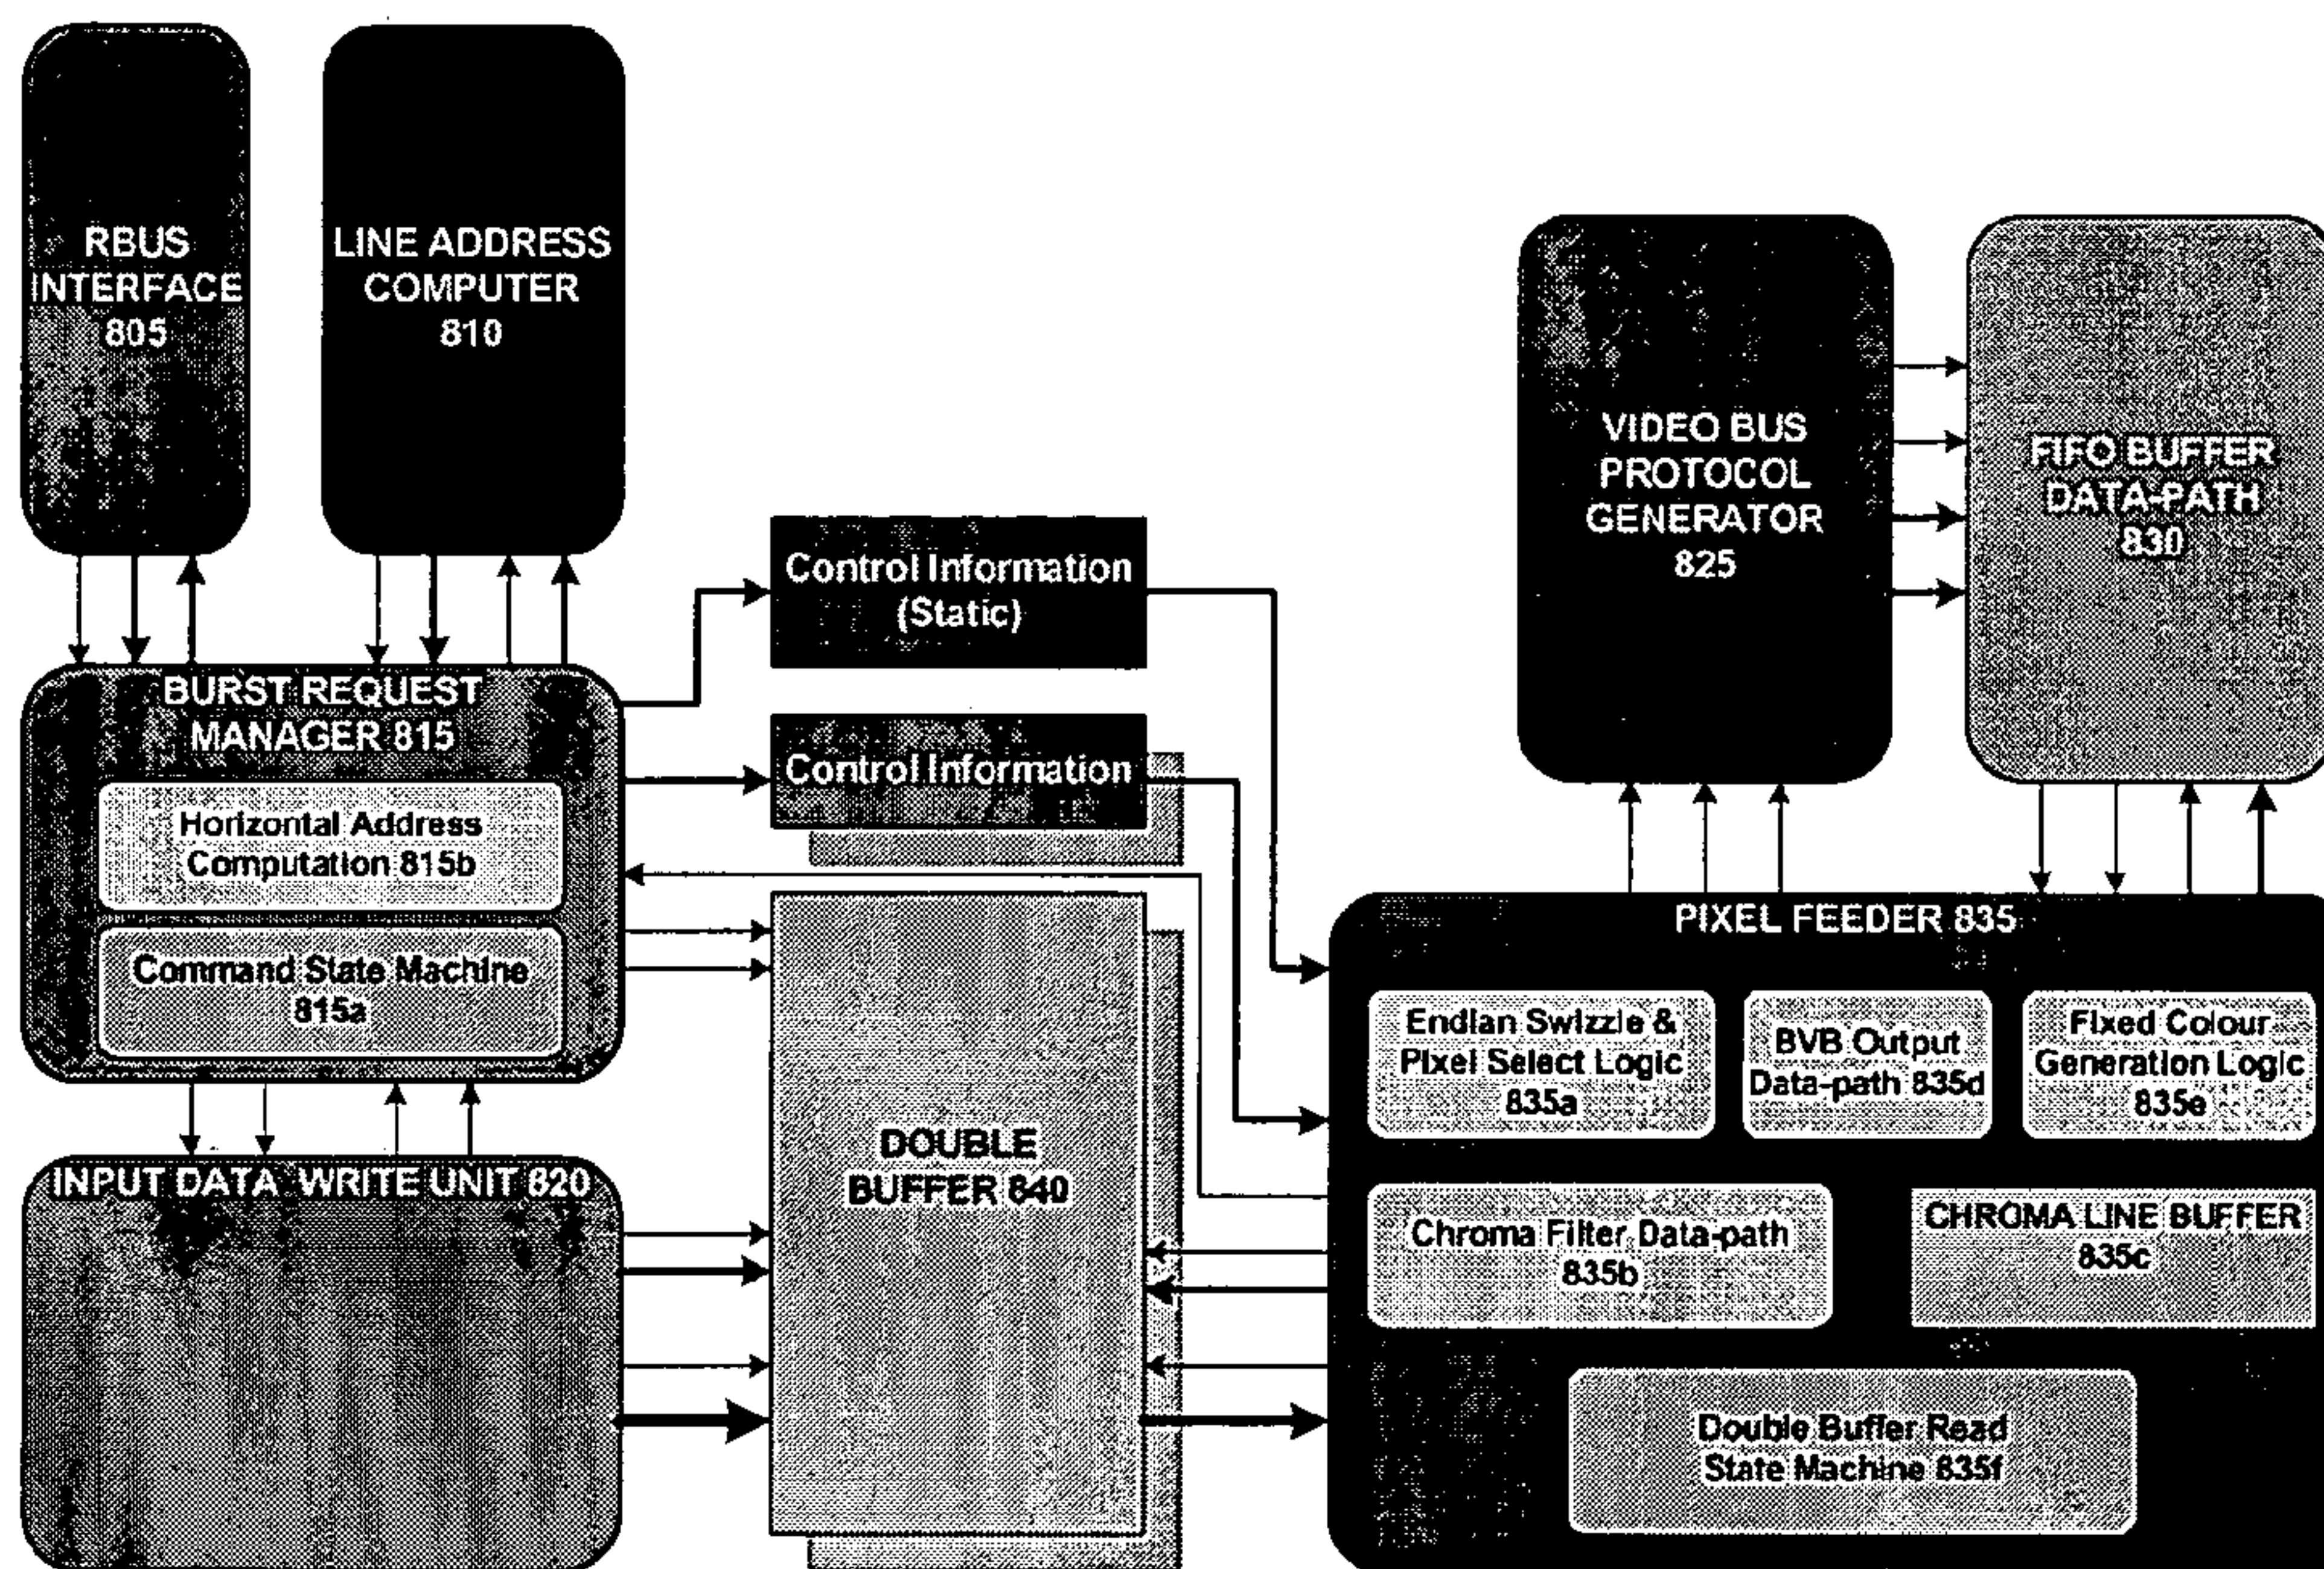 RBUS
INTERFACE
805
LINE ADDRESS
COMPUTER
810
VIDEO BUS
PROTOCOL
GENERATOR
825
FIFO BUFFER
DATA-PATH
830
Control Information
(Static)
BURST REQUEST
MANAGER 815
Control Information
Horizontal Address
Computation 815b
Command State Machine
815a
PIXEL FEEDER 835
Endian Swizzle &
Pixel Select Logic
835a
BVB Output
Data-path 835d
Fixed Colour
Generation Logic
835e
INPUT DATA WRITE UNIT 820
DOUBLE
BUFFER 840
Chroma Filter Data-path
835b
CHROMA LINE BUFFER
835c
Double Buffer Read
State Machine 835f